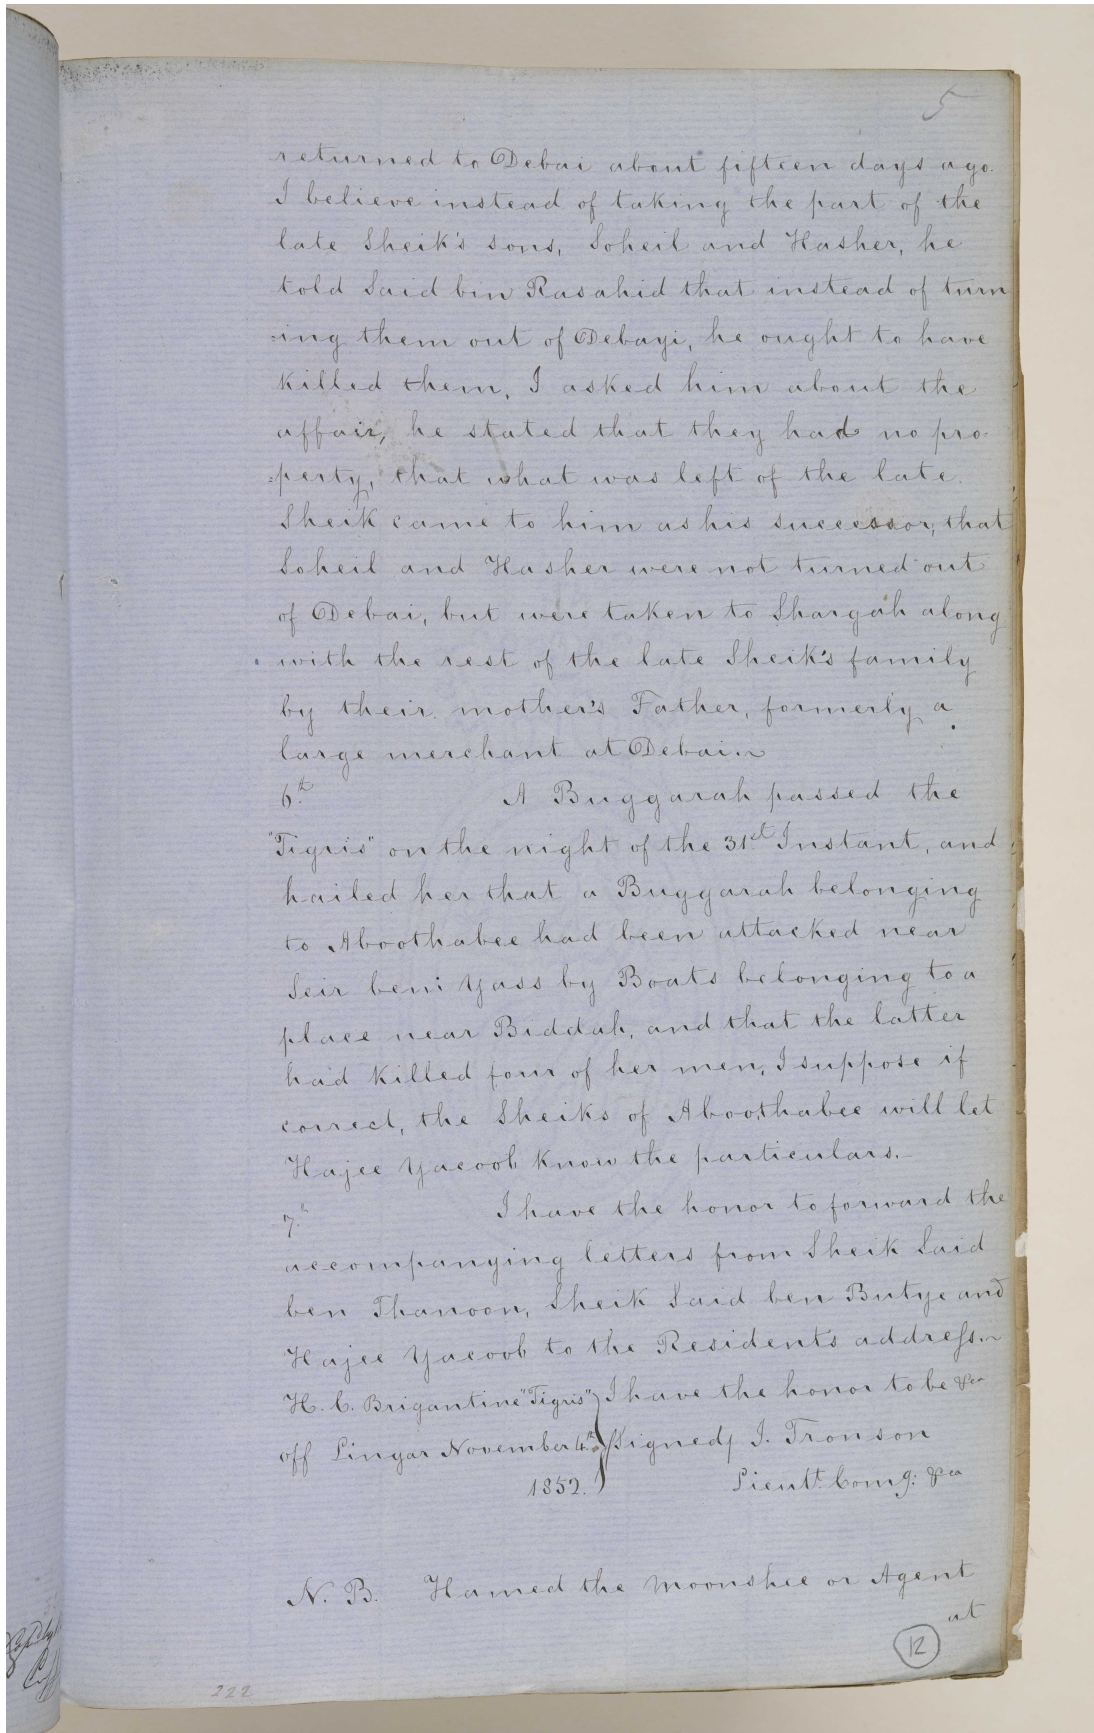 5
returned to Debai about fifteen days ago.
I believe instead of taking the part of the
late Sheik's sons, Soheil and Hasher, he
told Said bin Rasahid that instead of turn
=ing them out of Debayi, he ought to have
killed them, I asked him about the
affair, he stated that they had no pro-
=perty, that what was left of the late
Sheik came to him as his successor, that
Soheil and Hasher were not turned out
of Debai, but were taken to Shargah along
with the rest of the late Sheik's family
by their mother's Father, formerly a
large merchant at Debai.~
6.th A Buggarah passed the
"Tigris" on the night of the 31st Instant, and
hailed her that a Buggarah belonging
to Aboothabee had been attacked near
Seir beni Yass by Boats belonging to a
place near Biddah, and that the latter
had killed four of her men, I suppose if
correct, the Sheiks of Aboothabee will let
Hajee Yacoob know the particulars.-
7.th I have the honor to forward the
accompanying letters from Sheik Said
ben Thanoon, Sheik Said ben Butye and
Hajee Yacoob to the Residents address.~
H. C. Brigantine "Tigris" } I have the honor to be &ca
off Lingar November 4th } (Signed) I. Tronson
1852. } Lieutt. Comg: &ca
N. B. Hamed the Moonshee or Agent
at
12
222